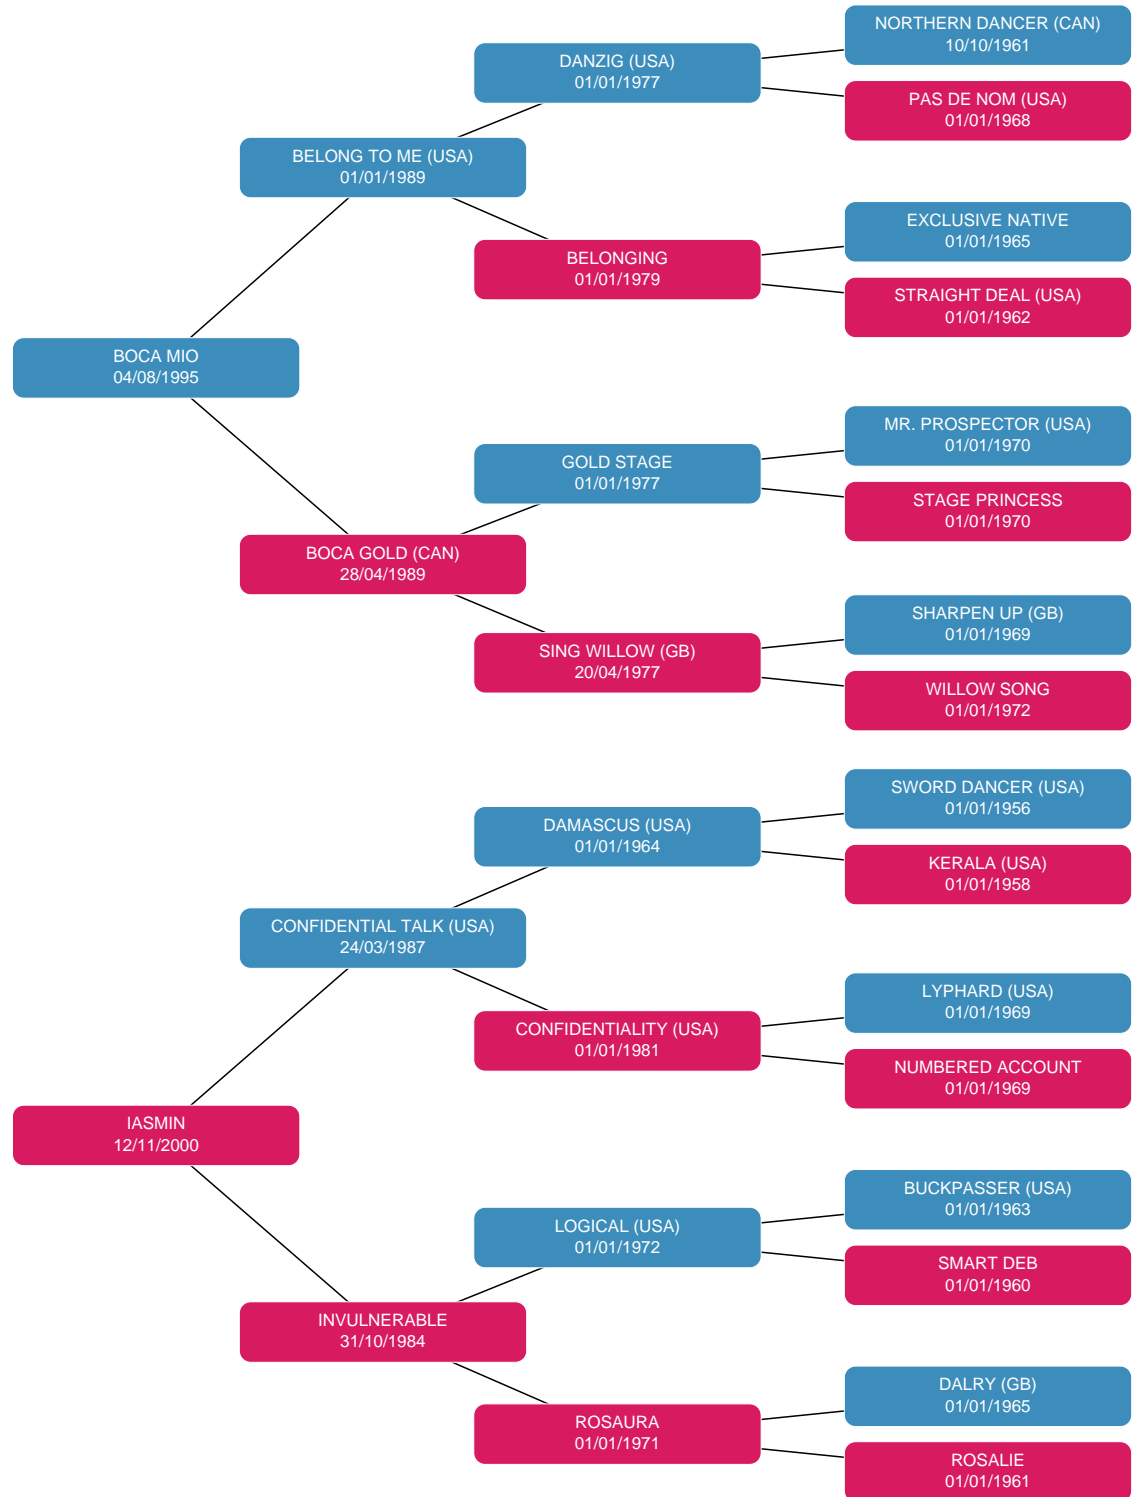 NORTHERN DANCER (CAN)
10/10/1961
DANZIG (USA)
01/01/1977
PAS DE NOM (USA)
01/01/1968
BELONG TO ME (USA)
01/01/1989
EXCLUSIVE NATIVE
01/01/1965
BELONGING
01/01/1979
STRAIGHT DEAL (USA)
01/01/1962
BOCA MIO
04/08/1995
MR. PROSPECTOR (USA)
01/01/1970
GOLD STAGE
01/01/1977
STAGE PRINCESS
01/01/1970
BOCA GOLD (CAN)
28/04/1989
SHARPEN UP (GB)
01/01/1969
SING WILLOW (GB)
20/04/1977
WILLOW SONG
01/01/1972
SWORD DANCER (USA)
01/01/1956
DAMASCUS (USA)
01/01/1964
KERALA (USA)
01/01/1958
CONFIDENTIAL TALK (USA)
24/03/1987
LYPHARD (USA)
01/01/1969
CONFIDENTIALITY (USA)
01/01/1981
NUMBERED ACCOUNT
01/01/1969
IASMIN
12/11/2000
BUCKPASSER (USA)
01/01/1963
LOGICAL (USA)
01/01/1972
SMART DEB
01/01/1960
INVULNERABLE
31/10/1984
DALRY (GB)
01/01/1965
ROSAURA
01/01/1971
ROSALIE
01/01/1961